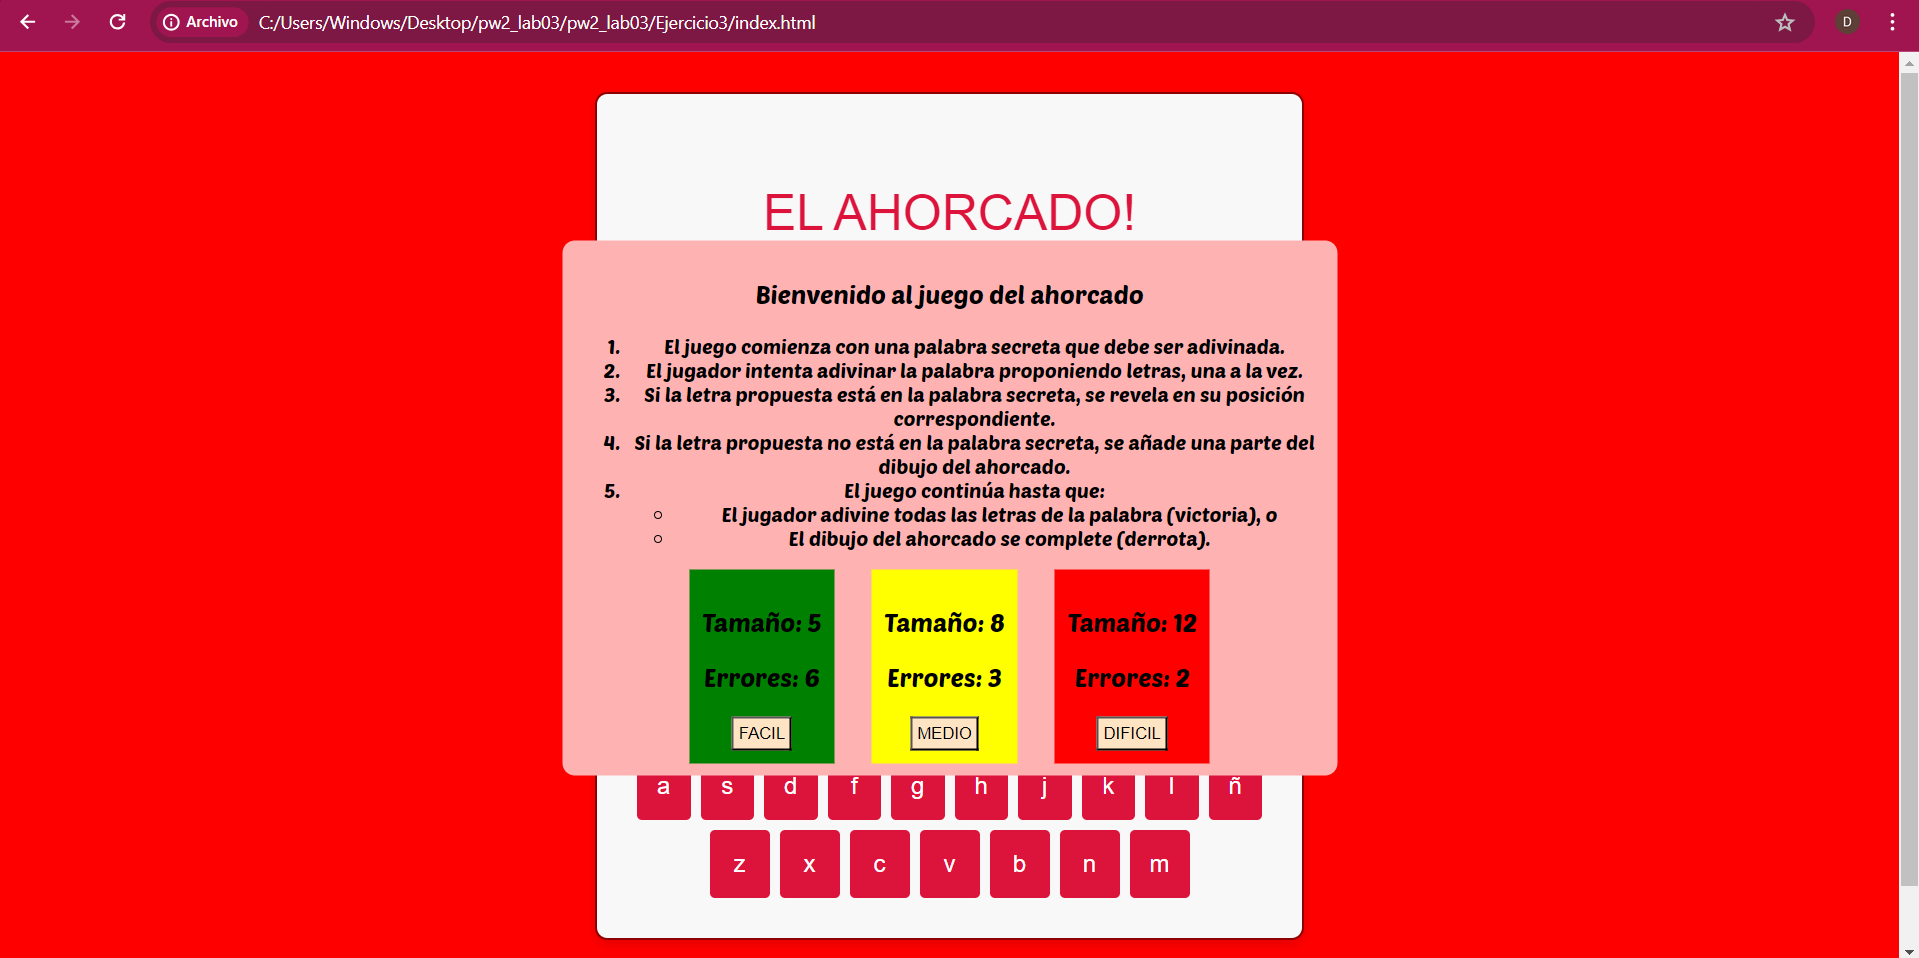 Archivo C:/Users/Windows/Desktop/pw2_lab03/pw2_lab03/Ejercicio3/index.html D
EL AHORCADO!
Bienvenido al juego del ahorcado
1. El juego comienza con una palabra secreta que debe ser adivinada.
2. El jugador intenta adivinar la palabra proponiendo letras, una a la vez.
3. Si la letra propuesta está en la palabra secreta, se revela en su posición
correspondiente.
4. Si la letra propuesta no está en la palabra secreta, se añade una parte del
dibujo del ahorcado.
5. El juego continúa hasta que:
El jugador adivine todas las letras de la palabra (victoria), o
El dibujo del ahorcado se complete (derrota).
Tamaño: 5 Tamaño: 8 Tamaño: 12
Errores: 6 Errores: 3 Errores: 2
FACIL MEDIO DIFICIL
a s d f g h j k l ñ
z x c v b n m